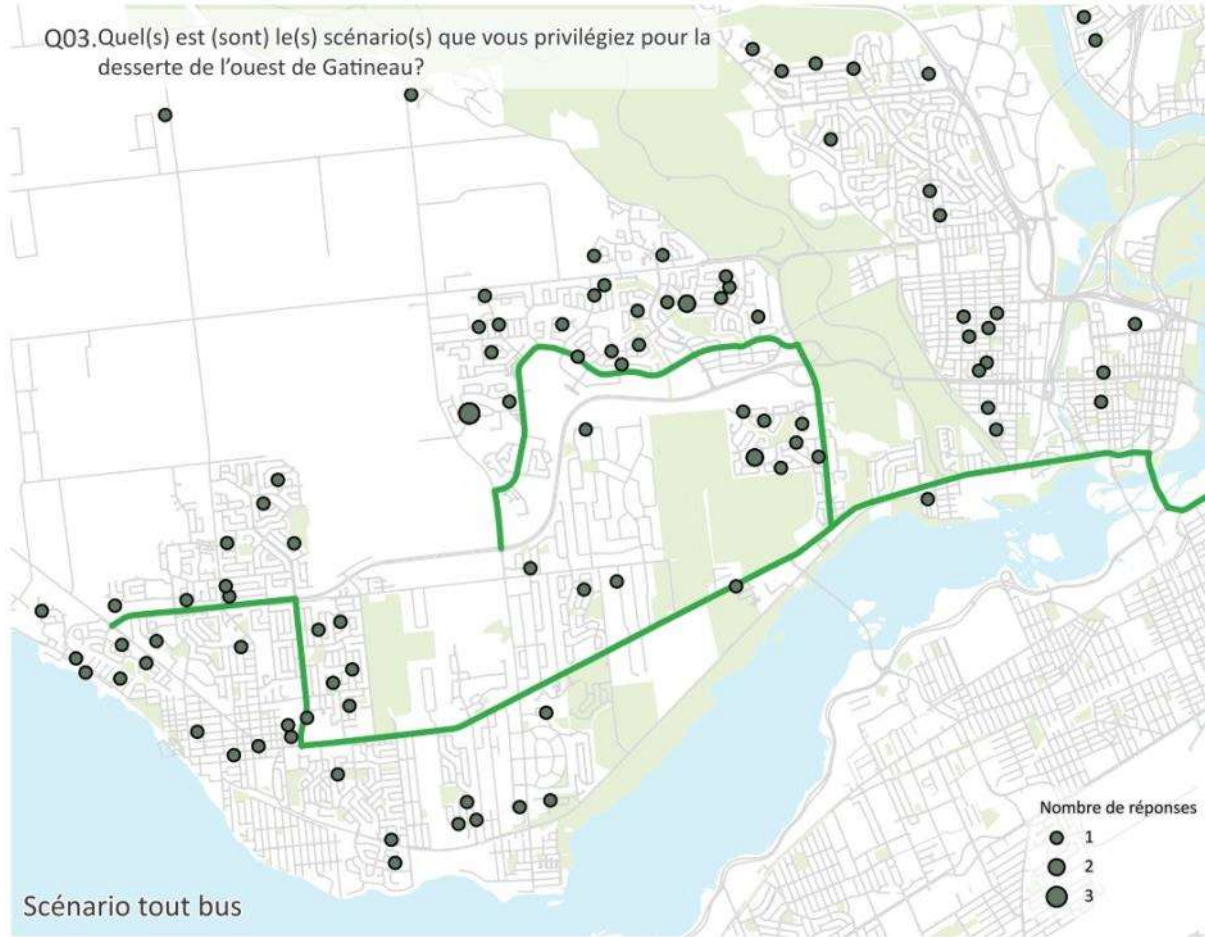 Q03. Quel(s) est (sont) le(s) scénario(s) que vous privilégiez pour la
desserte de l'ouest de Gatineau?
Nombre de réponses
1
2
3
Scénario tout bus